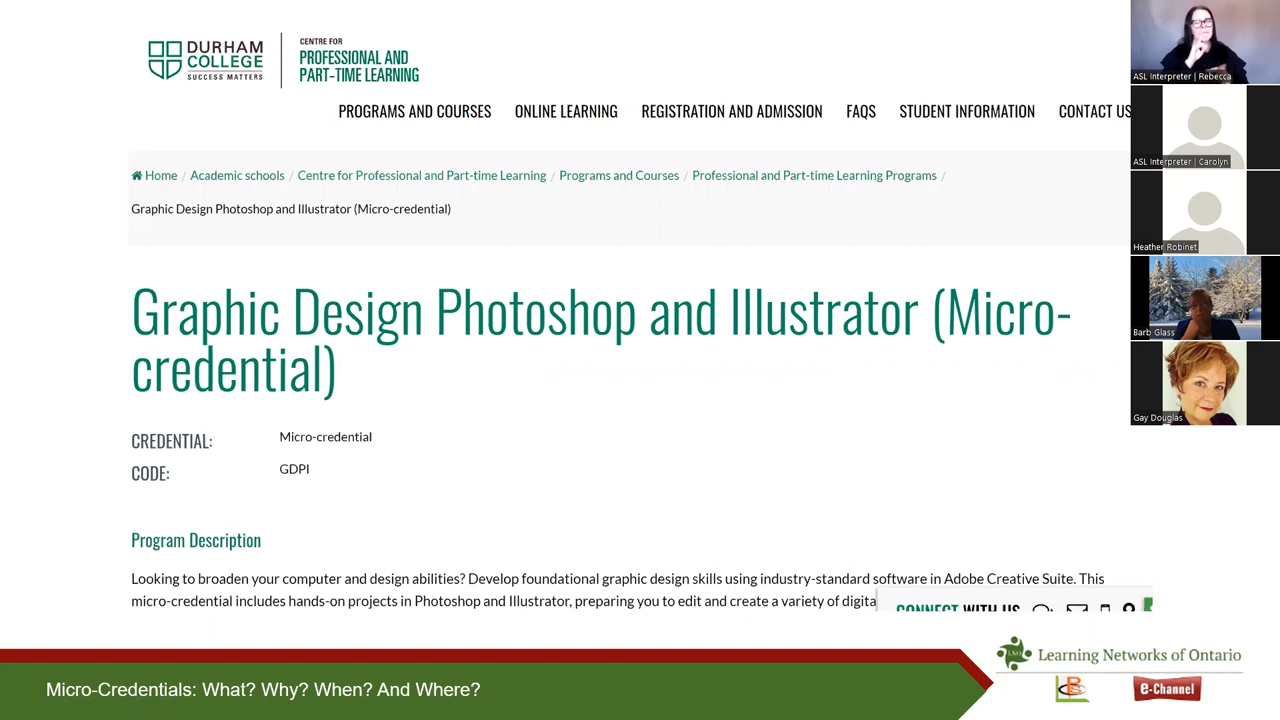 DURHAM
COLLEGE
SUCCESS MATTERS
CENTRE FOR
PROFESSIONAL AND
PART-TIME LEARNING
PROGRAMS AND COURSES ONLINE LEARNING REGISTRATION AND ADMISSION FAQS STUDENT INFORMATION CONTACT US
Home / Academic schools / Centre for Professional and Part-time Learning / Programs and Courses / Professional and Part-time Learning Programs /
Graphic Design Photoshop and Illustrator (Micro-credential)
Graphic Design Photoshop and Illustrator (Micro-
credential)
CREDENTIAL: Micro-credential
CODE: GDPI
Program Description
Looking to broaden your computer and design abilities? Develop foundational graphic design skills using industry-standard software in Adobe Creative Suite. This
micro-credential includes hands-on projects in Photoshop and Illustrator, preparing you to edit and create a variety of digita
CONNECT WITH US
ASL Interpreter | Rebecca
ASL Interpreter | Carolyn
Heather Robinet
Barb Glass
Gay Douglas
Micro-Credentials: What? Why? When? And Where?
LNO
Learning Networks of Ontario
e-Channel